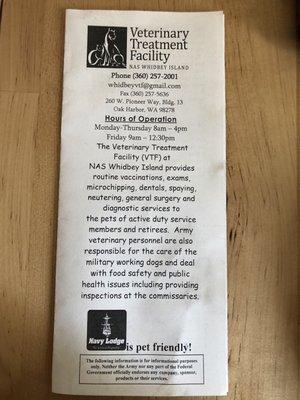 Veterinary
Treatment
Facility
NAS WHIDBEY ISLAND
Phone (360) 257-2001
whidbeyvtf@gmail.com
Fax (360) 257-5636
260 W. Pioneer Way, Bldg. 13
Oak Harbor, WA 98278
Hours of Operation
Monday-Thursday 8am – 4pm
Friday 9am – 12:30pm
The Veterinary Treatment
Facility (VTF) at
NAS Whidbey Island provides
routine vaccinations, exams,
microchipping, dentals, spaying,
neutering, general surgery and
diagnostic services to
the pets of active duty service
members and retirees. Army
veterinary personnel are also
responsible for the care of the
military working dogs and deal
with food safety and public
health issues including providing
inspections at the commissaries.
Navy Lodge
is pet friendly!
The following information is for informational purposes
only. Neither the Army nor any part of the Federal
Government officially endorses any company, sponsor,
products or their services.